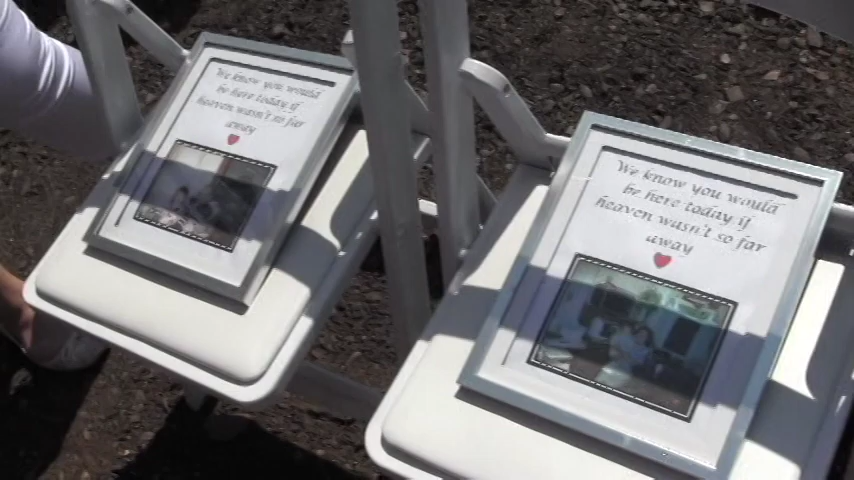 We know you would
be here today if
heaven wasn't so far
away
We know you would
be here today if
heaven wasn't so far
away